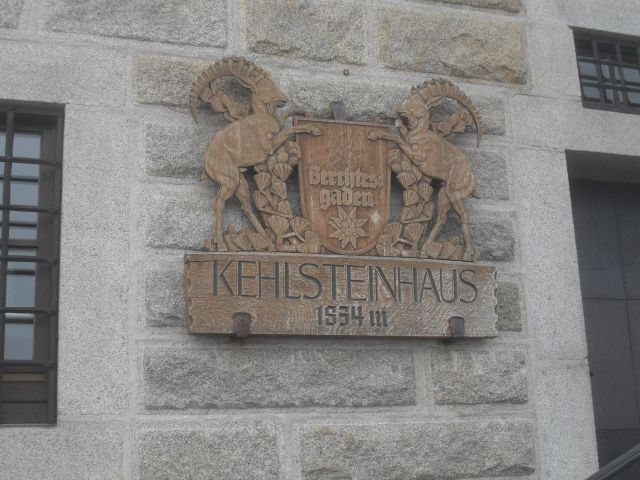 Berchtes-
gaden
KEHLSTEINHAUS
1834 m